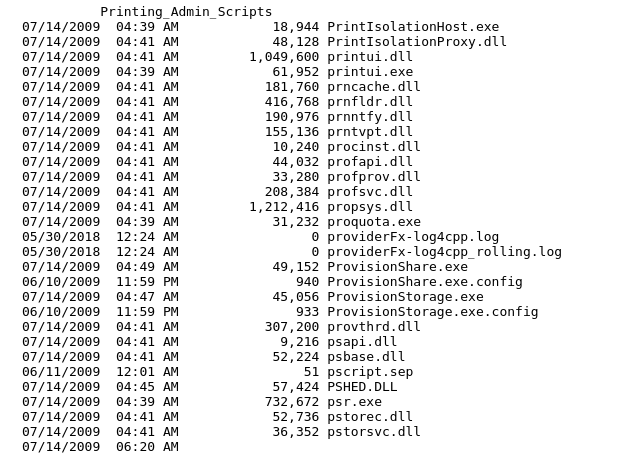 Printing_Admin_Scripts
07/14/2009  04:39 AM            18,944 PrintIsolationHost.exe
07/14/2009  04:41 AM            48,128 PrintIsolationProxy.dll
07/14/2009  04:41 AM         1,049,600 printui.dll
07/14/2009  04:39 AM            61,952 printui.exe
07/14/2009  04:41 AM           181,760 prncache.dll
07/14/2009  04:41 AM           416,768 prnfldr.dll
07/14/2009  04:41 AM           190,976 prnntfy.dll
07/14/2009  04:41 AM           155,136 prntvpt.dll
07/14/2009  04:41 AM            10,240 procinst.dll
07/14/2009  04:41 AM            44,032 profapi.dll
07/14/2009  04:41 AM            33,280 profprov.dll
07/14/2009  04:41 AM           208,384 profsvc.dll
07/14/2009  04:41 AM         1,212,416 propsys.dll
07/14/2009  04:39 AM            31,232 proquota.exe
05/30/2018  12:24 AM                 0 providerFx-log4cpp.log
05/30/2018  12:24 AM                 0 providerFx-log4cpp_rolling.log
07/14/2009  04:49 AM            49,152 ProvisionShare.exe
06/10/2009  11:59 PM               940 ProvisionShare.exe.config
07/14/2009  04:47 AM            45,056 ProvisionStorage.exe
06/10/2009  11:59 PM               933 ProvisionStorage.exe.config
07/14/2009  04:41 AM           307,200 provthrd.dll
07/14/2009  04:41 AM             9,216 psapi.dll
07/14/2009  04:41 AM            52,224 psbase.dll
06/11/2009  12:01 AM                51 pscript.sep
07/14/2009  04:45 AM            57,424 PSHED.DLL
07/14/2009  04:39 AM           732,672 psr.exe
07/14/2009  04:41 AM            52,736 pstorec.dll
07/14/2009  04:41 AM            36,352 pstorsvc.dll
07/14/2009  06:20 AM